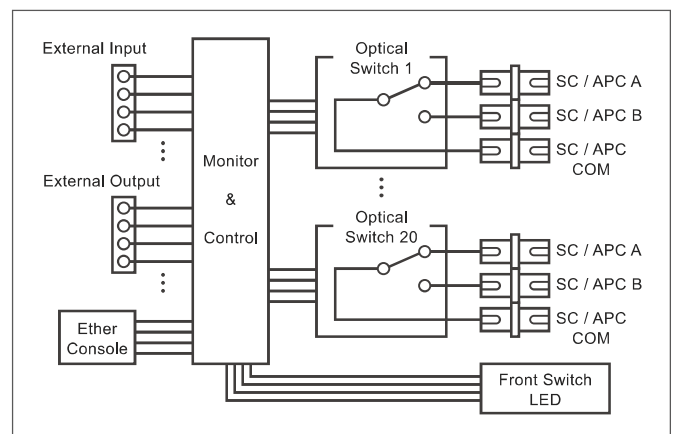 External Input
External Output
Ether
Console
Monitor
&
Control
Optical
Switch 1
SC / APC A
SC / APC B
SC / APC
COM
Optical
Switch 20
SC / APC A
SC / APC B
SC / APC
COM
Front Switch
LED